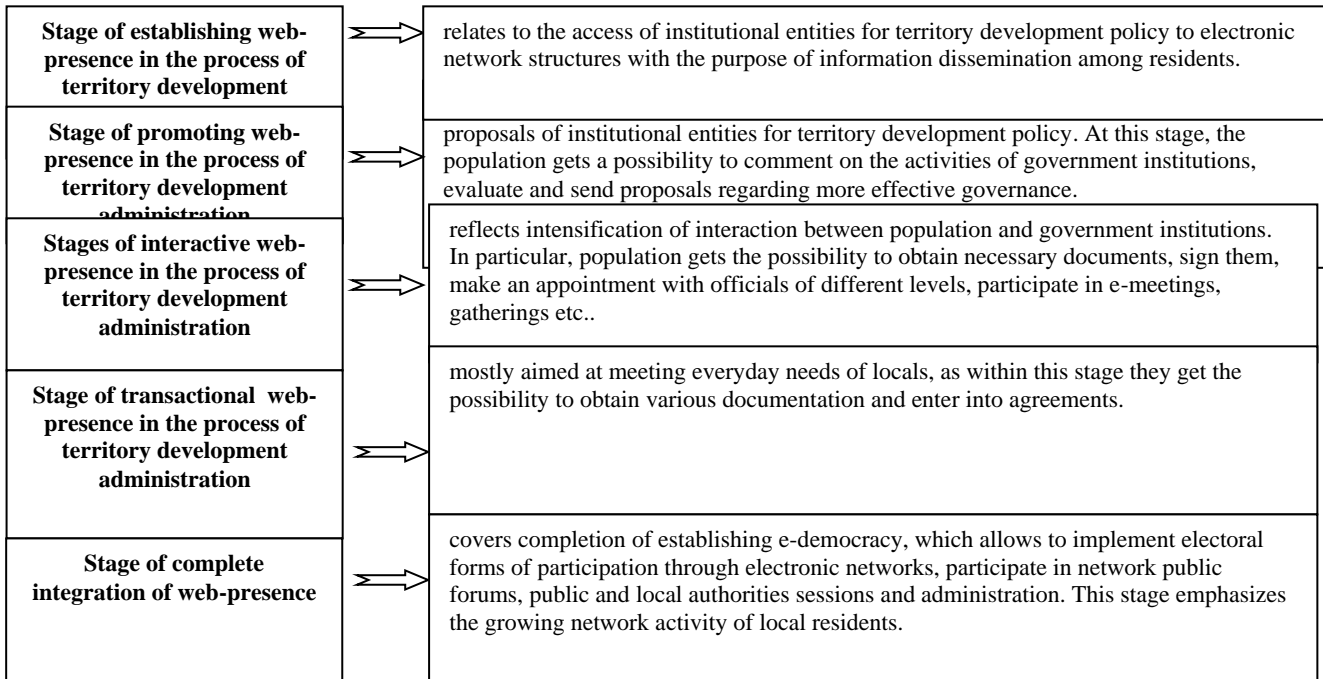 Stage of establishing web-
presence in the process of
territory development
relates to the access of institutional entities for territory development policy to electronic
network structures with the purpose of information dissemination among residents.
Stage of promoting web-
presence in the process of
territory development
administration
proposals of institutional entities for territory development policy. At this stage, the
population gets a possibility to comment on the activities of government institutions,
evaluate and send proposals regarding more effective governance.
Stages of interactive web-
presence in the process of
territory development
administration
reflects intensification of interaction between population and government institutions.
In particular, population gets the possibility to obtain necessary documents, sign them,
make an appointment with officials of different levels, participate in e-meetings,
gatherings etc..
Stage of transactional web-
presence in the process of
territory development
administration
mostly aimed at meeting everyday needs of locals, as within this stage they get the
possibility to obtain various documentation and enter into agreements.
Stage of complete
integration of web-presence
covers completion of establishing e-democracy, which allows to implement electoral
forms of participation through electronic networks, participate in network public
forums, public and local authorities sessions and administration. This stage emphasizes
the growing network activity of local residents.